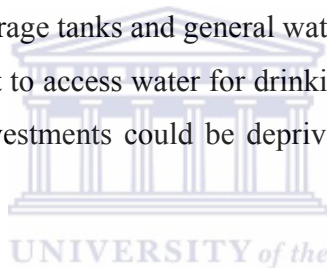 rage tanks and general wat
t to access water for drinki
vestments could be depriv
UNIVERSITY of the